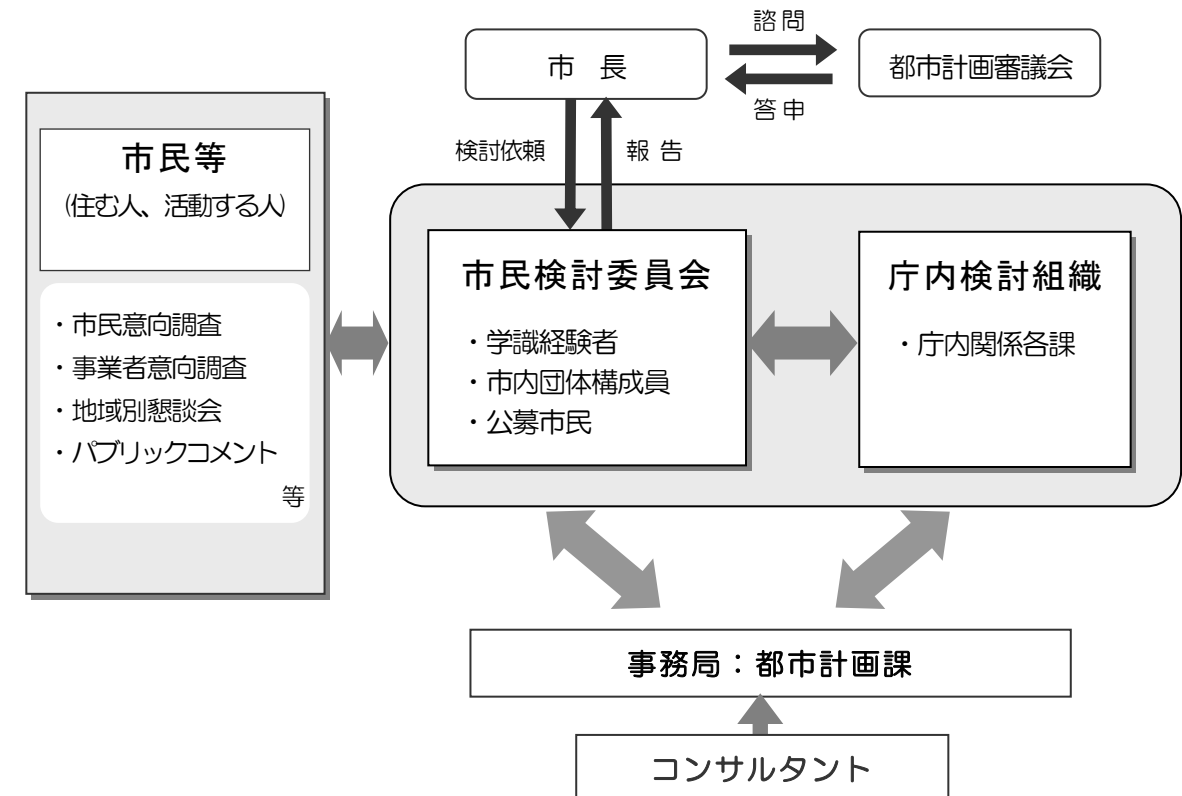 諮問
市 長
都市計画審議会
答申
検討依頼
報 告
市民等
(住む人、活動する人)
・市民意向調査
・事業者意向調査
・地域別懇談会
・パブリックコメント
等
市民検討委員会
・学識経験者
・市内団体構成員
・公募市民
庁内検討組織
・庁内関係各課
事務局：都市計画課
コンサルタント